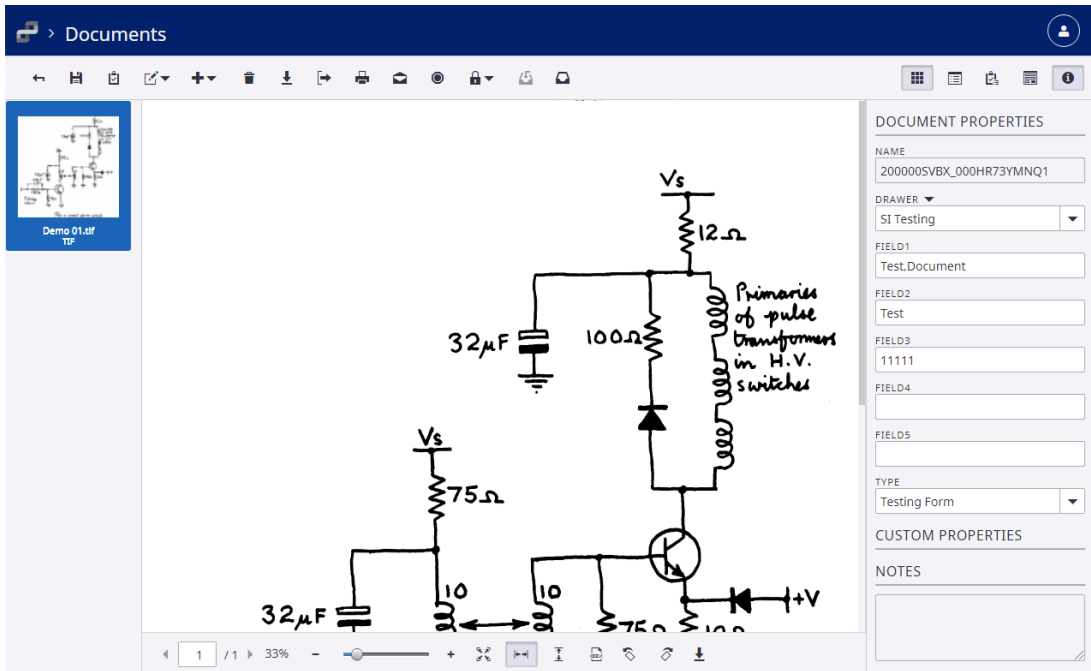 Documents
Demo 01.tif
TIF
Vs
12Ω
32μF
100Ω
Primaries
of pulse
transformers
in H.V.
switches
Vs
75Ω
10
10
32μF
+V
75Ω
10Ω
1
/ 1
33%
DOCUMENT PROPERTIES
NAME
200000SVBX_000HR73YMNQ1
DRAWER
SI Testing
FIELD1
Test,Document
FIELD2
Test
FIELD3
11111
FIELD4
FIELD5
TYPE
Testing Form
CUSTOM PROPERTIES
NOTES